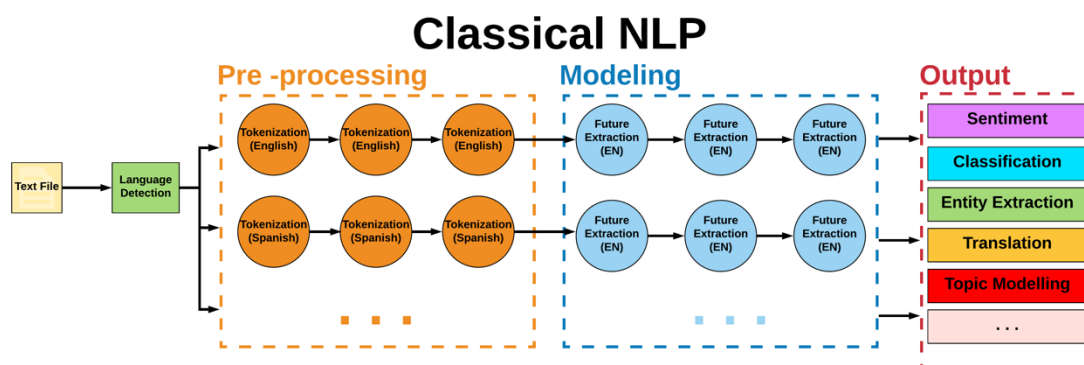 Classical NLP
Pre -processing
Modeling
Output
Text File
Language
Detection
Tokenization
(English)
Tokenization
(English)
Tokenization
(English)
Future
Extraction
(EN)
Future
Extraction
(EN)
Future
Extraction
(EN)
Tokenization
(Spanish)
Tokenization
(Spanish)
Tokenization
(Spanish)
Future
Extraction
(EN)
Future
Extraction
(EN)
Future
Extraction
(EN)
Sentiment
Classification
Entity Extraction
Translation
Topic Modelling
. . .